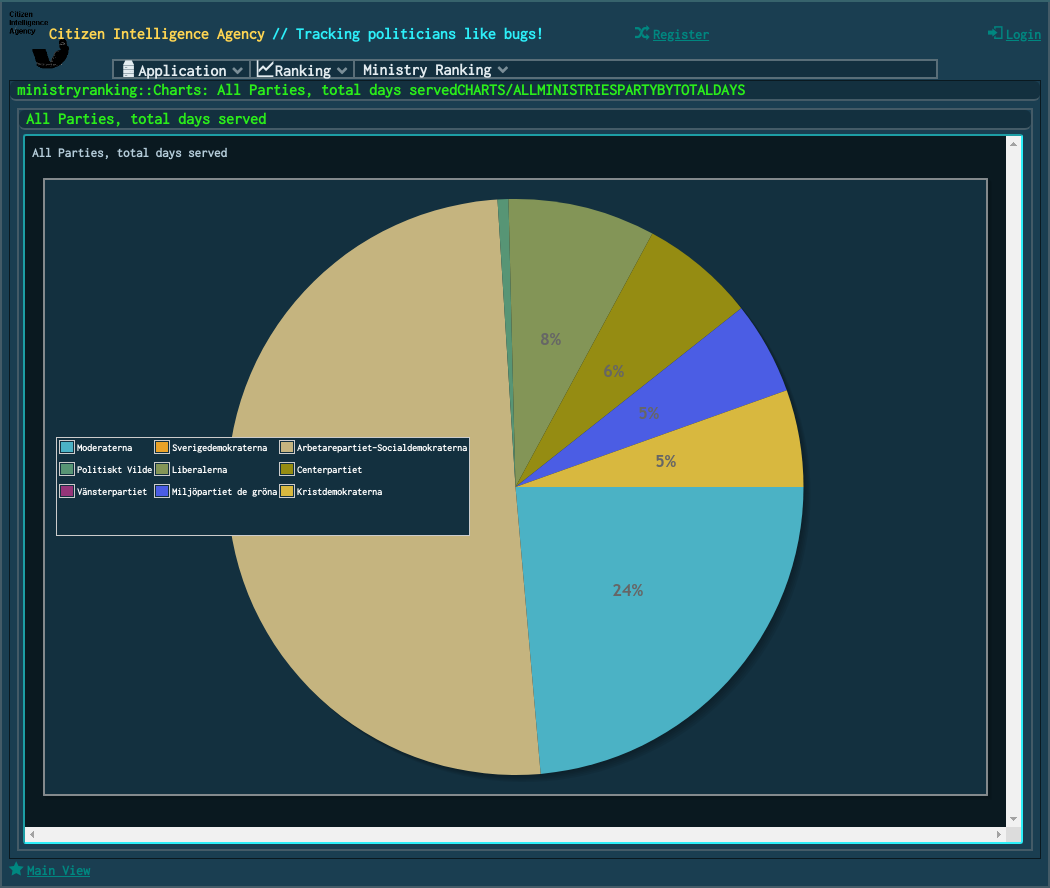 Citizen
Intelligence
Agency
Citizen Intelligence Agency // Tracking politicians like bugs!
Register
Login
Application
Ranking
Ministry Ranking
ministryranking::Charts: All Parties, total days servedCHARTS/ALLMINISTRIESPARTYBYTOTALDAYS
All Parties, total days served
All Parties, total days served
8%
6%
5%
5%
24%
Moderaterna
Sverigedemokraterna
Arbetarepartiet-Socialdemokraterna
Politiskt Vilde
Liberalerna
Centerpartiet
Vänsterpartiet
Miljöpartiet de gröna
Kristdemokraterna
Main View